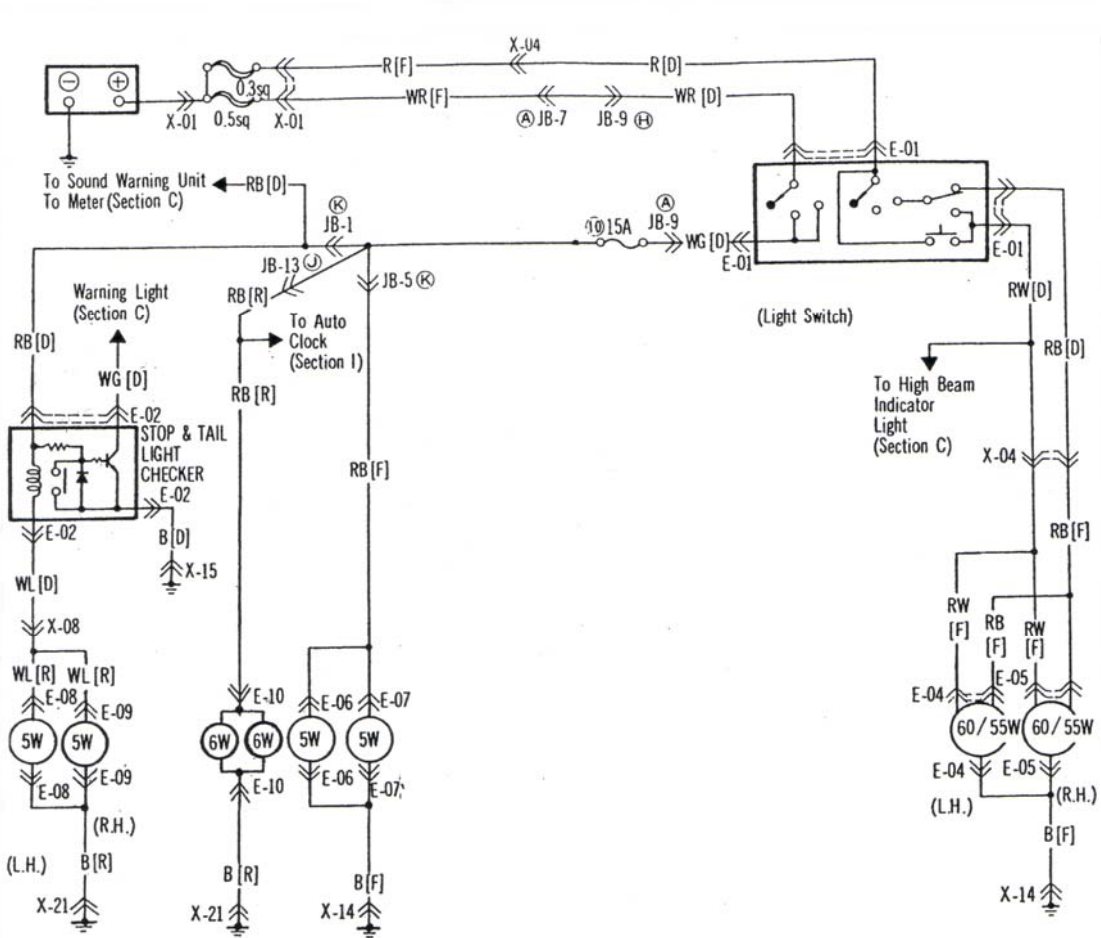 X-04
R[F]
R[D]
0.3sq
WR[F]
WR [D]
X-01
0.5sq
X-01
Ⓐ JB-7
JB-9 Ⓗ
E-01
To Sound Warning Unit
To Meter (Section C)
RB[D]
Ⓚ
JB-1
⑩ 15A
Ⓐ
JB-9
WG[D]
E-01
E-01
JB-13 Ⓙ
JB-5 Ⓚ
RB[R]
Warning Light
(Section C)
(Light Switch)
RW[D]
To Auto
Clock
(Section I)
RB[D]
RB[D]
WG [D]
RB[R]
To High Beam
Indicator
Light
(Section C)
E-02
STOP & TAIL
LIGHT
CHECKER
X-04
RB[F]
E-02
E-02
B[D]
RB[F]
X-15
WL[D]
RW
[F]
RB
[F]
RW
[F]
X-08
WL[R]
WL[R]
E-08
E-09
E-10
E-06
E-07
E-04
E-05
5W
5W
6W
6W
5W
5W
60/55W
60/55W
E-08
E-09
E-10
E-06
E-07
E-04
E-05
(R.H.)
(L.H.)
(L.H.)
(R.H.)
B[R]
B[R]
B[F]
B[F]
X-21
X-21
X-14
X-14